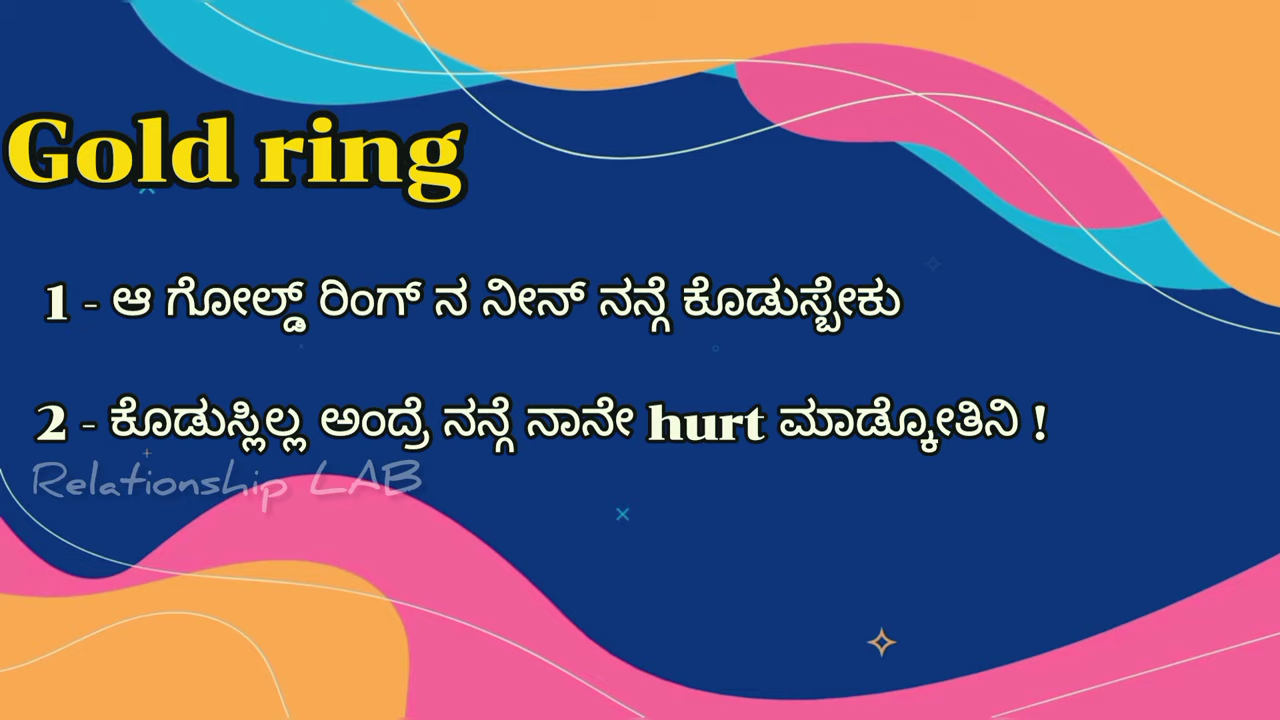 Gold ring
1 - ಆ ಗೋಲ್ಡ್ ರಿಂಗ್ ನ ನೀನ್ ನನ್ಗೆ ಕೊಡುಸ್ಬೇಕು
2 - ಕೊಡುಸ್ಲಿಲ್ಲ ಅಂದ್ರೆ ನನ್ಗೆ ನಾನೇ hurt ಮಾಡ್ಕೋತಿನಿ !
Relationship LAB